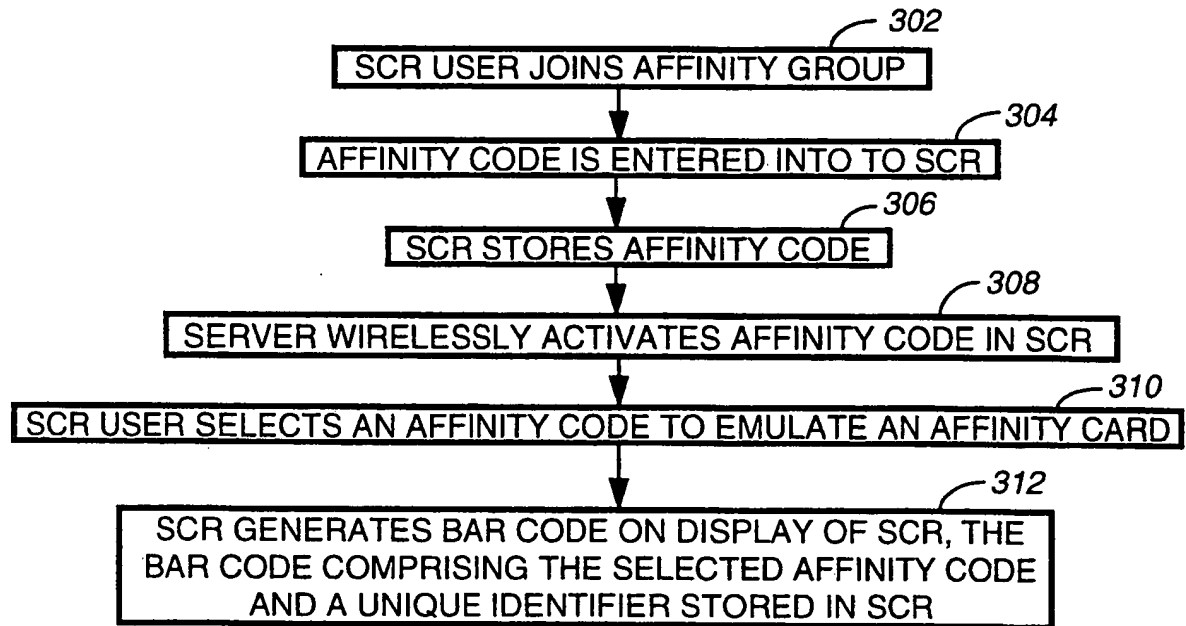 302
SCR USER JOINS AFFINITY GROUP
304
AFFINITY CODE IS ENTERED INTO TO SCR
306
SCR STORES AFFINITY CODE
308
SERVER WIRELESSLY ACTIVATES AFFINITY CODE IN SCR
310
SCR USER SELECTS AN AFFINITY CODE TO EMULATE AN AFFINITY CARD
312
SCR GENERATES BAR CODE ON DISPLAY OF SCR, THE
BAR CODE COMPRISING THE SELECTED AFFINITY CODE
AND A UNIQUE IDENTIFIER STORED IN SCR